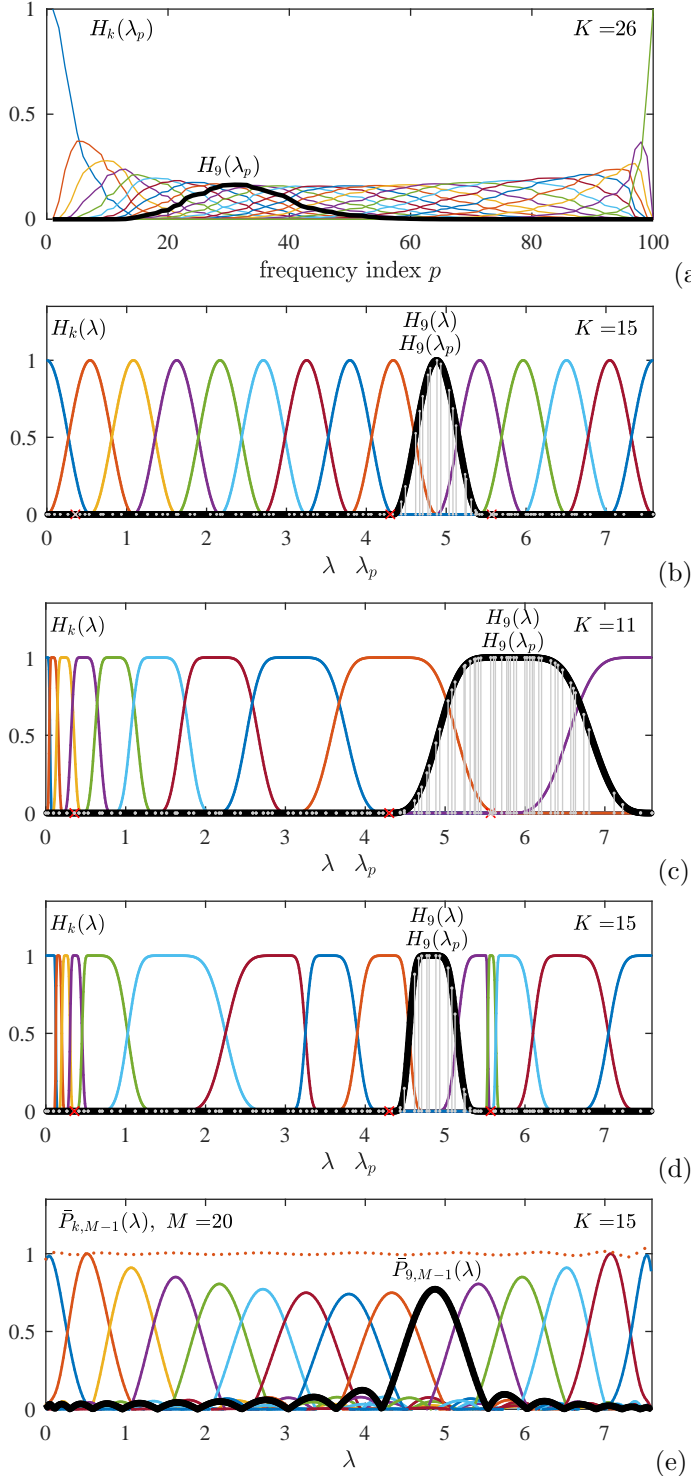 H_k(λ_p) K = 26
1
0.5
0
H_9(λ_p)
0 20 40 60 80 100
frequency index p
(a
H_k(λ) H_9(λ) K = 15
H_9(λ_p)
1
0.5
0
0 1 2 3 4 5 6 7
λ λ_p
(b)
H_k(λ) H_9(λ) K = 11
H_9(λ_p)
1
0.5
0
0 1 2 3 4 5 6 7
λ λ_p
(c)
H_k(λ) H_9(λ) K = 15
H_9(λ_p)
1
0.5
0
0 1 2 3 4 5 6 7
λ λ_p
(d)
P̄_{k,M−1}(λ), M = 20 K = 15
1
P̄_{9,M−1}(λ)
0.5
0
0 1 2 3 4 5 6 7
λ
(e)